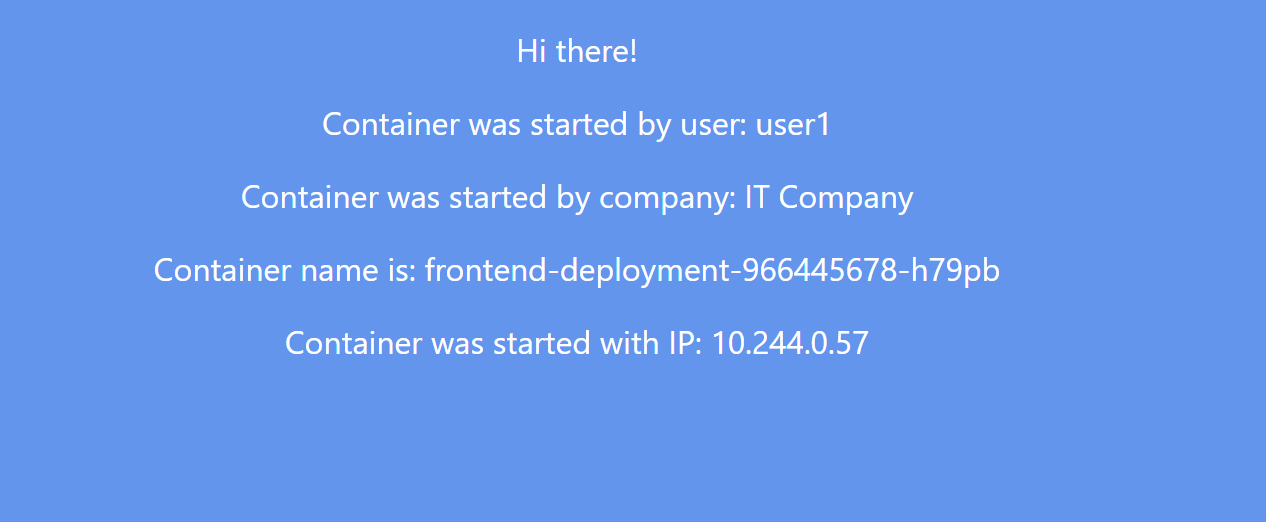 Hi there!
Container was started by user: user1
Container was started by company: IT Company
Container name is: frontend-deployment-966445678-h79pb
Container was started with IP: 10.244.0.57